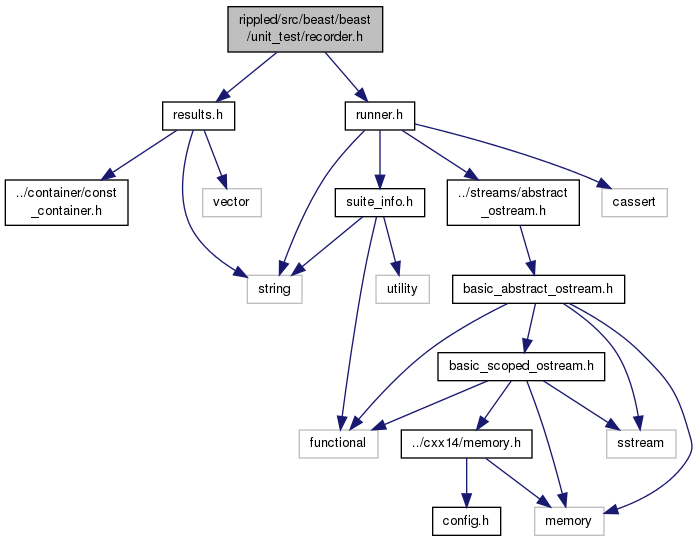 rippled/src/beast/beast
/unit_test/recorder.h
results.h
runner.h
../container/const
_container.h
vector
suite_info.h
../streams/abstract
_ostream.h
cassert
string
utility
basic_abstract_ostream.h
basic_scoped_ostream.h
functional
../cxx14/memory.h
sstream
config.h
memory